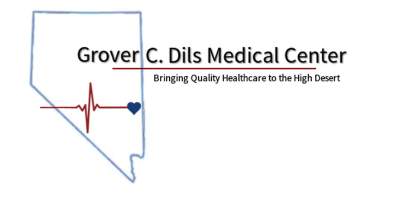 Grover C. Dils Medical Center
Bringing Quality Healthcare to the High Desert